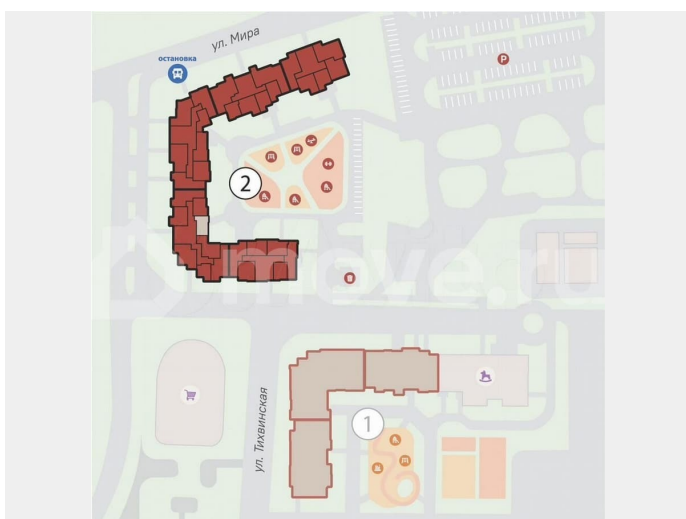 ул. Мира
остановка
P
2
move.ru
ул. Тихвинская
1